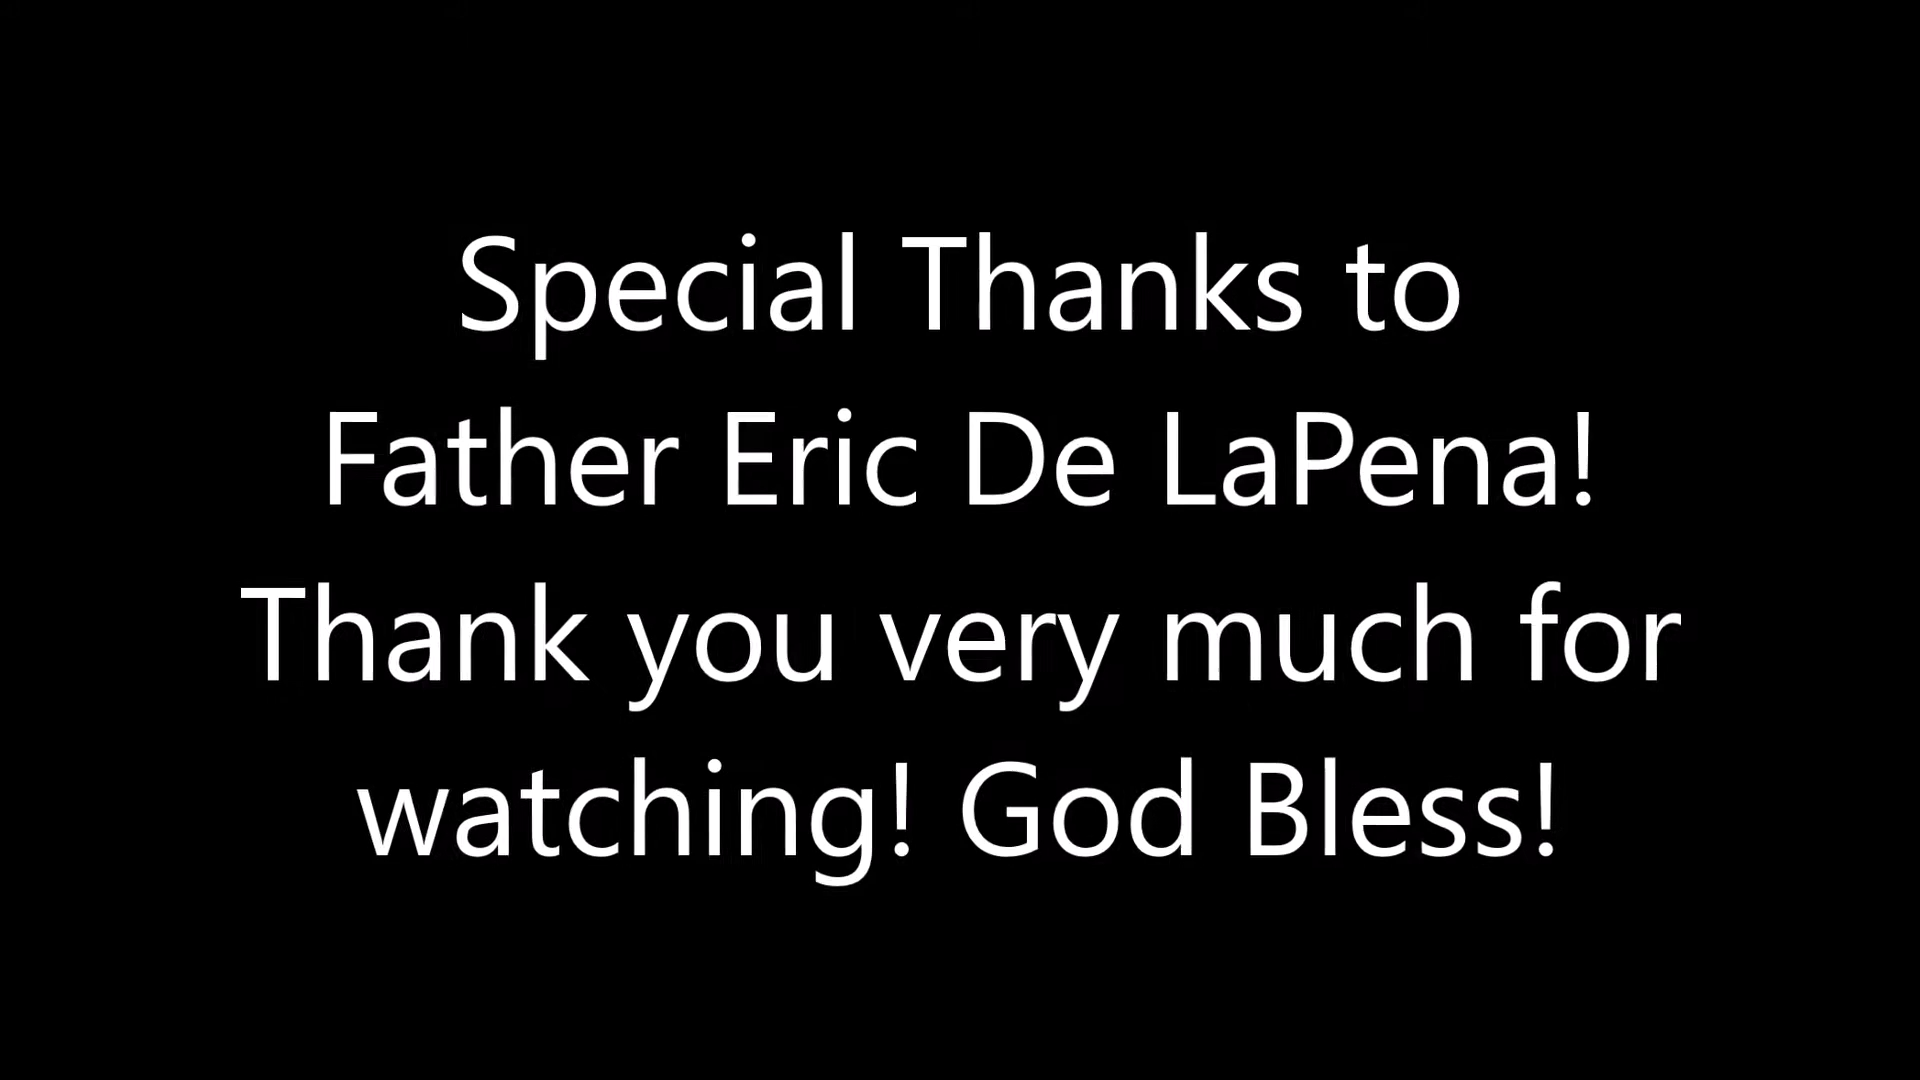 Special Thanks to
Father Eric De LaPena!
Thank you very much for
watching! God Bless!